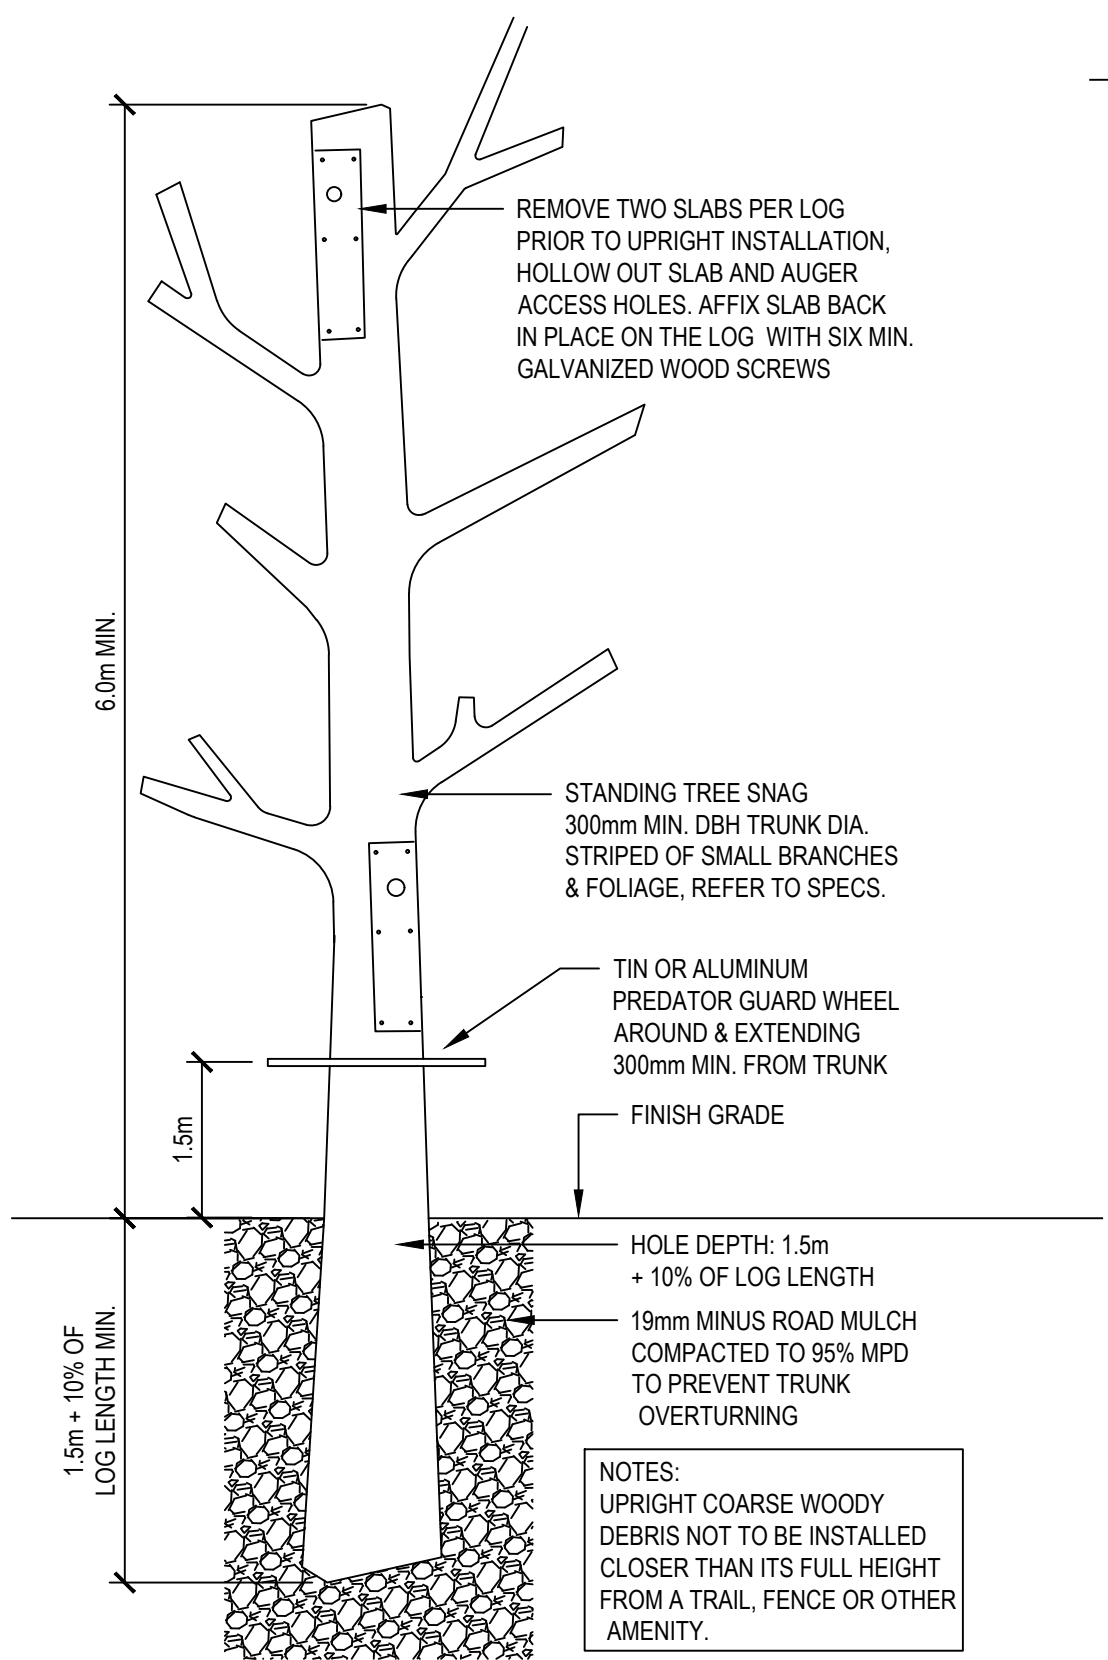 REMOVE TWO SLABS PER LOG
PRIOR TO UPRIGHT INSTALLATION,
HOLLOW OUT SLAB AND AUGER
ACCESS HOLES. AFFIX SLAB BACK
IN PLACE ON THE LOG WITH SIX MIN.
GALVANIZED WOOD SCREWS
6.0m MIN.
STANDING TREE SNAG
300mm MIN. DBH TRUNK DIA.
STRIPED OF SMALL BRANCHES
& FOLIAGE, REFER TO SPECS.
TIN OR ALUMINUM
PREDATOR GUARD WHEEL
AROUND & EXTENDING
300mm MIN. FROM TRUNK
1.5m
FINISH GRADE
HOLE DEPTH: 1.5m
+ 10% OF LOG LENGTH
19mm MINUS ROAD MULCH
COMPACTED TO 95% MPD
TO PREVENT TRUNK
OVERTURNING
1.5m + 10% OF
LOG LENGTH MIN.
NOTES:
UPRIGHT COARSE WOODY
DEBRIS NOT TO BE INSTALLED
CLOSER THAN ITS FULL HEIGHT
FROM A TRAIL, FENCE OR OTHER
AMENITY.